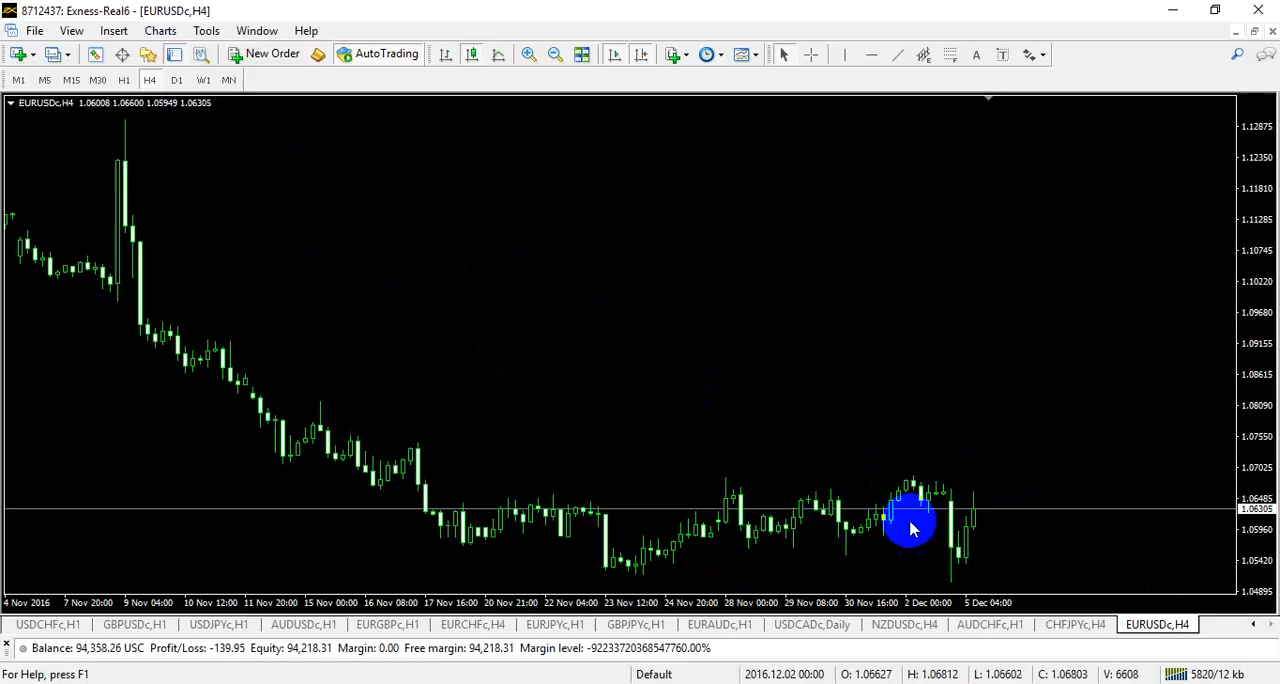 8712437: Exness-Real6 - [EURUSDc,H4]
File View Insert Charts Tools Window Help
New Order AutoTrading A T
M1 M5 M15 M30 H1 H4 D1 W1 MN
EURUSDc,H4 1.06008 1.06600 1.05949 1.06305
1.12875
1.12350
1.11810
1.11285
1.10745
1.10220
1.09680
1.09155
1.08615
1.08090
1.07550
1.07025
1.06485
1.06305
1.05960
1.05420
1.04895
4 Nov 2016 7 Nov 20:00 9 Nov 04:00 10 Nov 12:00 11 Nov 20:00 15 Nov 00:00 16 Nov 08:00 17 Nov 16:00 20 Nov 21:00 22 Nov 04:00 23 Nov 12:00 24 Nov 20:00 28 Nov 00:00 29 Nov 08:00 30 Nov 16:00 2 Dec 00:00 5 Dec 04:00
USDCHFc,H1 GBPUSDc,H1 USDJPYc,H1 AUDUSDc,H1 EURGBPc,H1 EURCHFc,H4 EURJPYc,H1 GBPJPYc,H1 EURAUDc,H1 USDCADc,Daily NZDUSDc,H4 AUDCHFc,H1 CHFJPYc,H4 EURUSDc,H4
Balance: 94,358.26 USC Profit/Loss: -139.95 Equity: 94,218.31 Margin: 0.00 Free margin: 94,218.31 Margin level: -92233720368547760.00%
For Help, press F1 Default 2016.12.02 00:00 O: 1.06627 H: 1.06812 L: 1.06602 C: 1.06803 V: 6608 5820/12 kb